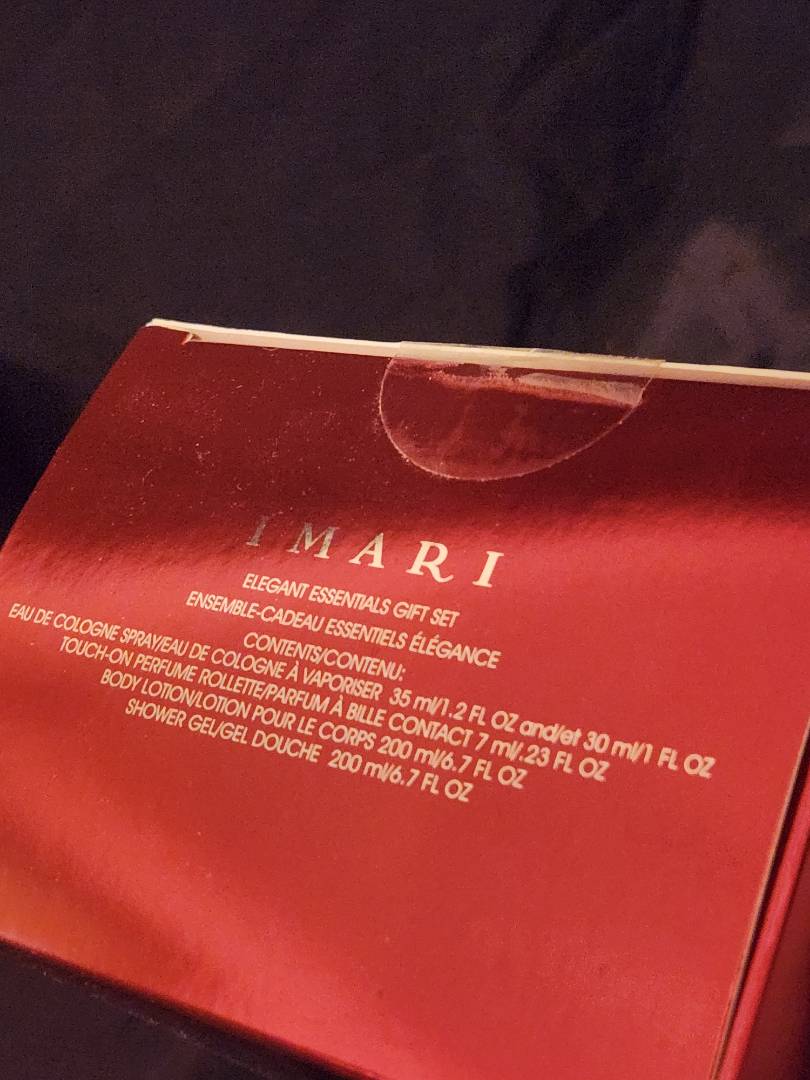 IMARI
ELEGANT ESSENTIALS GIFT SET
ENSEMBLE-CADEAU ESSENTIELS ÉLÉGANCE
CONTENTS/CONTENU:
EAU DE COLOGNE SPRAY/EAU DE COLOGNE À VAPORISER 35 ml/1.2 FL OZ and/et 30 ml/1 FL OZ
TOUCH-ON PERFUME ROLLETTE/PARFUM À BILLE CONTACT 7 ml/.23 FL OZ
BODY LOTION/LOTION POUR LE CORPS 200 ml/6.7 FL OZ
SHOWER GEL/GEL DOUCHE 200 ml/6.7 FL OZ